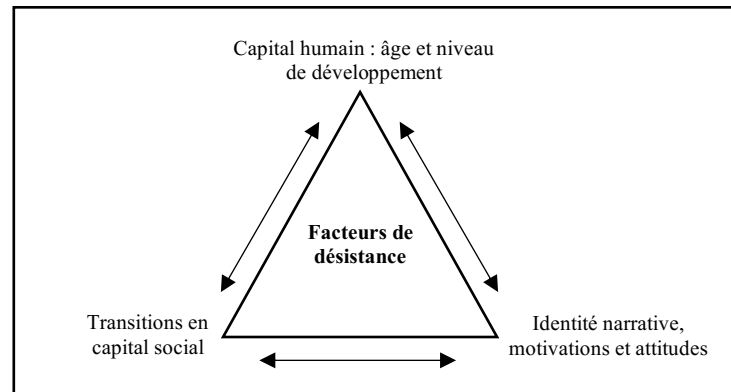 Capital humain : âge et niveau
de développement
Facteurs de
désistance
Transitions en
capital social
Identité narrative,
motivations et attitudes